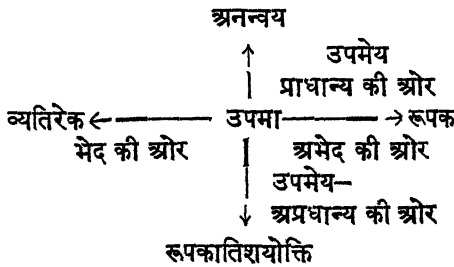 अनन्वय
उपमेय
प्राधान्य की ओर
व्यतिरेक ← उपमा → रूपक
भेद की ओर अभेद की ओर
उपमेय—
अप्रधान्य की ओर
रूपकातिशयोक्ति